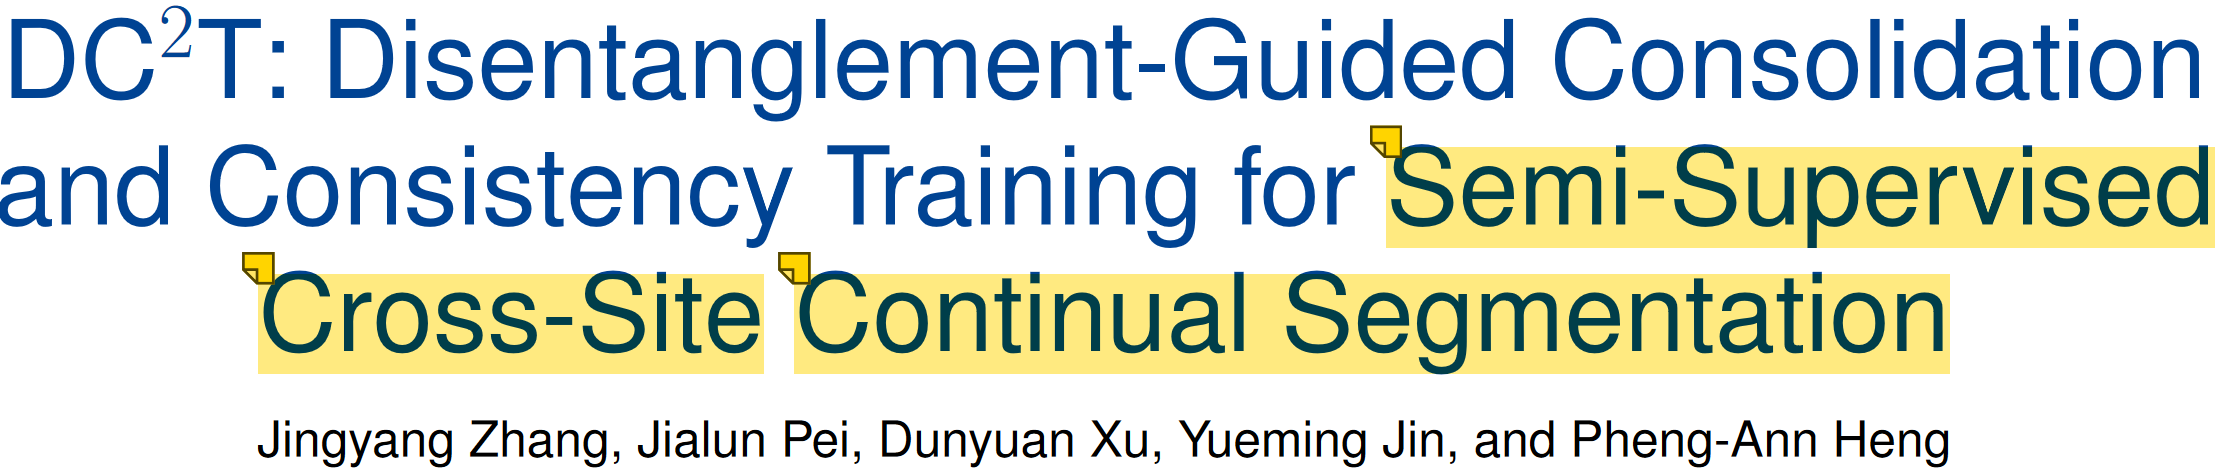 DC²T: Disentanglement-Guided Consolidation
and Consistency Training for Semi-Supervised
Cross-Site Continual Segmentation
Jingyang Zhang, Jialun Pei, Dunyuan Xu, Yueming Jin, and Pheng-Ann Heng